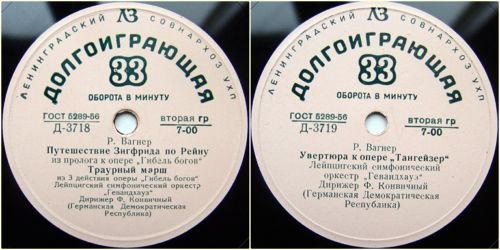 ЛЕНИНГРАДСКИЙ ЛЗ СОВНАРХОЗ УХП
ДОЛГОИГРАЮЩАЯ
33
ОБОРОТА В МИНУТУ
ГОСТ 5289-56
Д-3718
вторая гр
7-00
Р. Вагнер
Путешествие Зигфрида по Рейну
из пролога к опере „Гибель богов"
Траурный марш
из 3 действия оперы „Гибель богов"
Лейпцигский симфонический оркестр
„Гевандхауз"
Дирижер Ф. Конвичный
(Германская Демократическая
Республика)
ЛЕНИНГРАДСКИЙ ЛЗ СОВНАРХОЗ УХП
ДОЛГОИГРАЮЩАЯ
33
ОБОРОТА В МИНУТУ
ГОСТ 5289-56
Д-3719
вторая гр
7-00
Р. Вагнер
Увертюра к опере „Тангейзер"
Лейпцигский симфонический
оркестр „Гевандхауз"
Дирижер Ф. Конвичный
(Германская Демократическая
Республика)